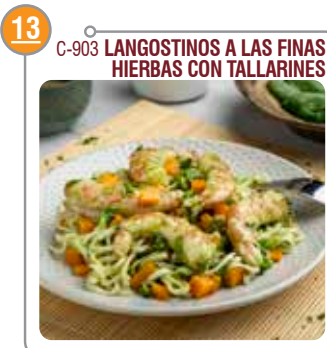 13
C-903 LANGOSTINOS A LAS FINAS
HIERBAS CON TALLARINES